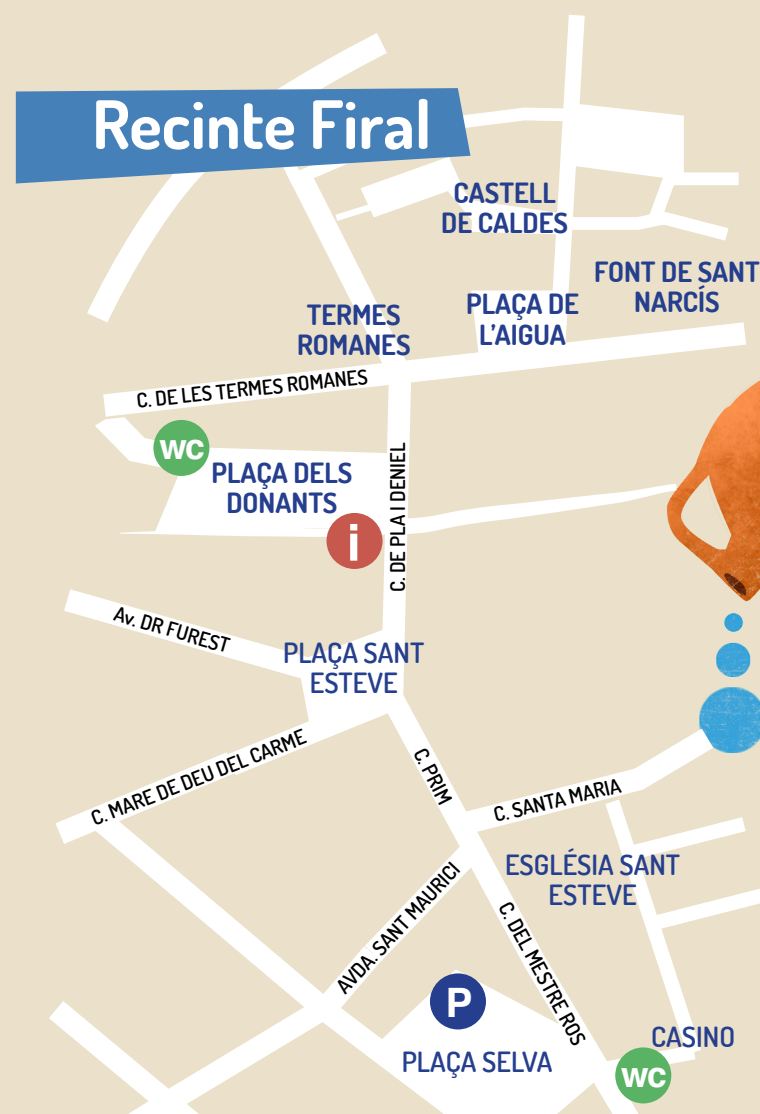 Recinte Firal
CASTELL
DE CALDES
FONT DE SANT
NARCÍS
PLAÇA DE
L'AIGUA
TERMES
ROMANES
C. DE LES TERMES ROMANES
WC
PLAÇA DELS
DONANTS
i
C. DE PLA I DENIEL
Av. DR FUREST
PLAÇA SANT
ESTEVE
C. MARE DE DEU DEL CARME
C. PRIM
C. SANTA MARIA
ESGLÉSIA SANT
ESTEVE
AVDA. SANT MAURICI
C. DEL MESTRE ROS
P
PLAÇA SELVA
CASINO
WC